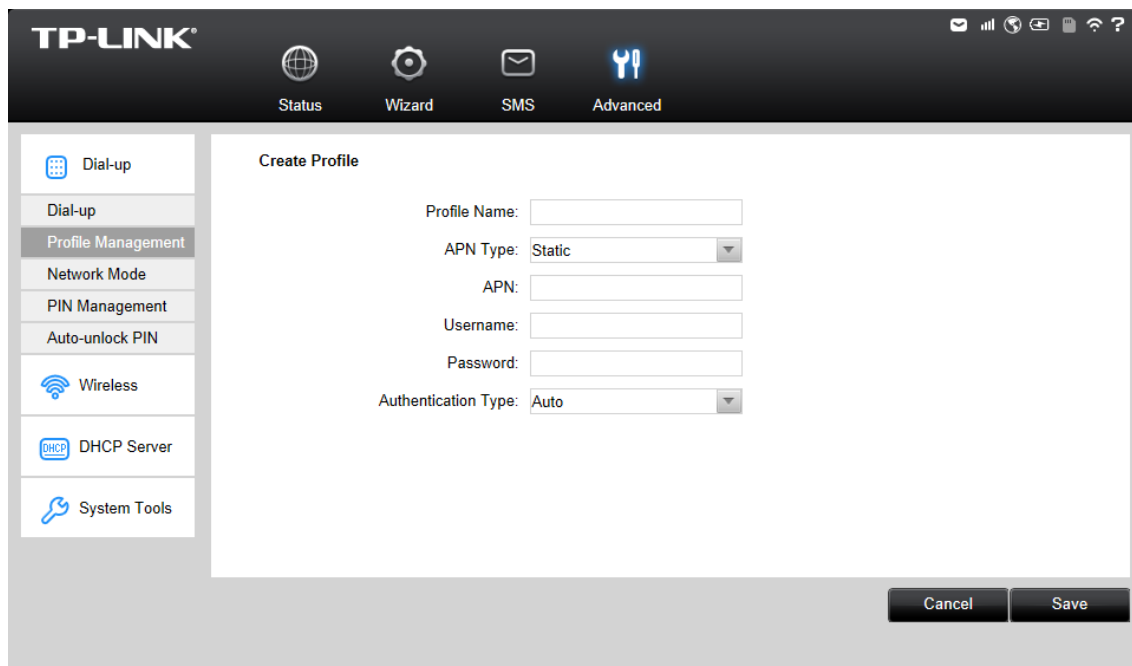 TP-LINK®
?
Status Wizard SMS Advanced
Dial-up
Dial-up
Profile Management
Network Mode
PIN Management
Auto-unlock PIN
Wireless
DHCP DHCP Server
System Tools
Create Profile
Profile Name:
APN Type: Static
APN:
Username:
Password:
Authentication Type: Auto
Cancel Save